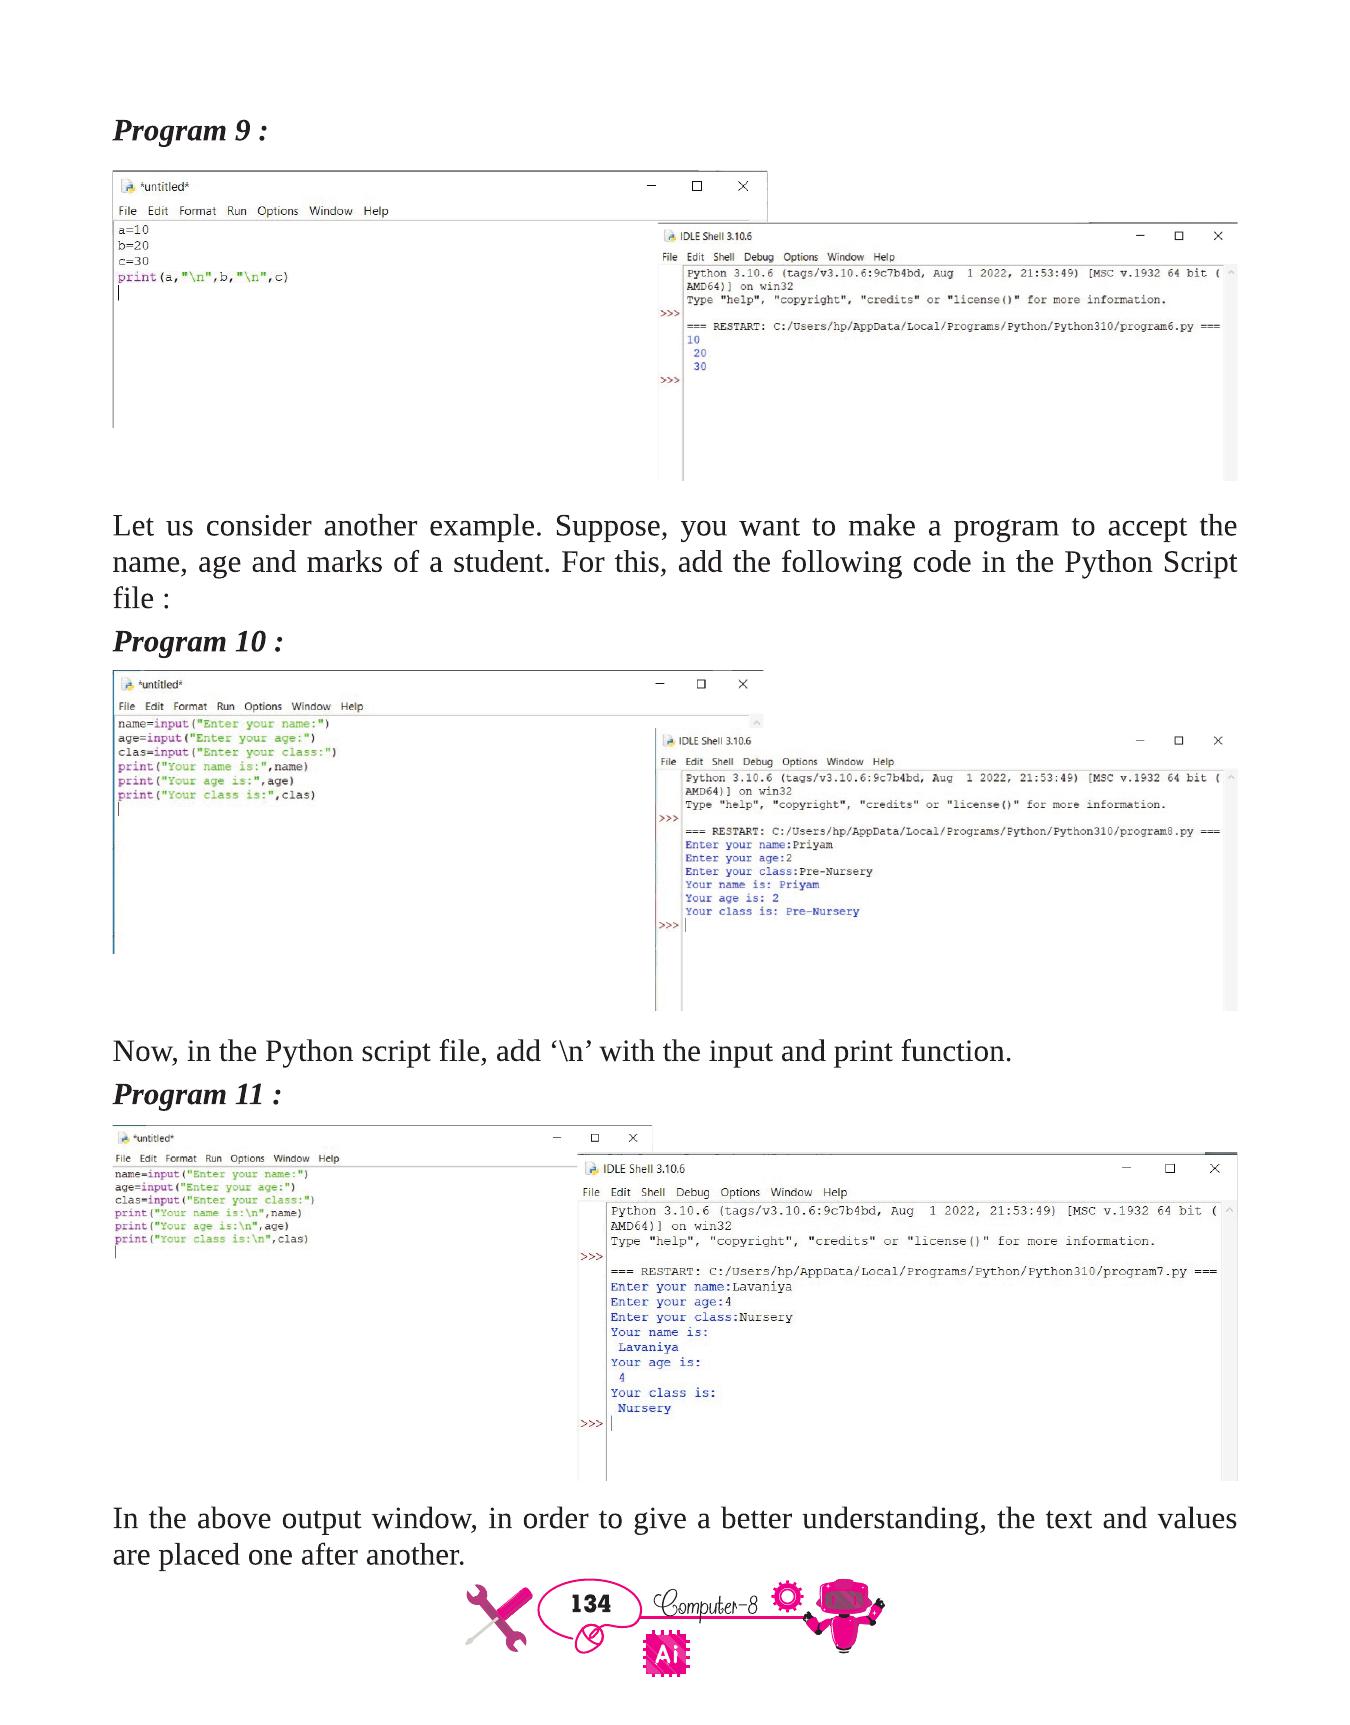 Program 9 :
*untitled*
File Edit Format Run Options Window Help
a=10
b=20
c=30
print(a,"\n",b,"\n",c)
IDLE Shell 3.10.6
File Edit Shell Debug Options Window Help
Python 3.10.6 (tags/v3.10.6:9c7b4bd, Aug  1 2022, 21:53:49) [MSC v.1932 64 bit (
AMD64)] on win32
Type "help", "copyright", "credits" or "license()" for more information.
>>>
=== RESTART: C:/Users/hp/AppData/Local/Programs/Python/Python310/program6.py ===
10
 20
 30
>>>
Let us consider another example. Suppose, you want to make a program to accept the
name, age and marks of a student. For this, add the following code in the Python Script
file :
Program 10 :
*untitled*
File Edit Format Run Options Window Help
name=input("Enter your name:")
age=input("Enter your age:")
clas=input("Enter your class:")
print("Your name is:",name)
print("Your age is:",age)
print("Your class is:",clas)
IDLE Shell 3.10.6
File Edit Shell Debug Options Window Help
Python 3.10.6 (tags/v3.10.6:9c7b4bd, Aug  1 2022, 21:53:49) [MSC v.1932 64 bit (
AMD64)] on win32
Type "help", "copyright", "credits" or "license()" for more information.
>>>
=== RESTART: C:/Users/hp/AppData/Local/Programs/Python/Python310/program8.py ===
Enter your name:Priyam
Enter your age:2
Enter your class:Pre-Nursery
Your name is: Priyam
Your age is: 2
Your class is: Pre-Nursery
>>>
Now, in the Python script file, add ‘\n’ with the input and print function.
Program 11 :
*untitled*
File Edit Format Run Options Window Help
name=input("Enter your name:")
age=input("Enter your age:")
clas=input("Enter your class:")
print("Your name is:\n",name)
print("Your age is:\n",age)
print("Your class is:\n",clas)
IDLE Shell 3.10.6
File Edit Shell Debug Options Window Help
Python 3.10.6 (tags/v3.10.6:9c7b4bd, Aug  1 2022, 21:53:49) [MSC v.1932 64 bit (
AMD64)] on win32
Type "help", "copyright", "credits" or "license()" for more information.
>>>
=== RESTART: C:/Users/hp/AppData/Local/Programs/Python/Python310/program7.py ===
Enter your name:Lavaniya
Enter your age:4
Enter your class:Nursery
Your name is:
 Lavaniya
Your age is:
 4
Your class is:
 Nursery
>>>
In the above output window, in order to give a better understanding, the text and values
are placed one after another.
134 Computer-8
Ai